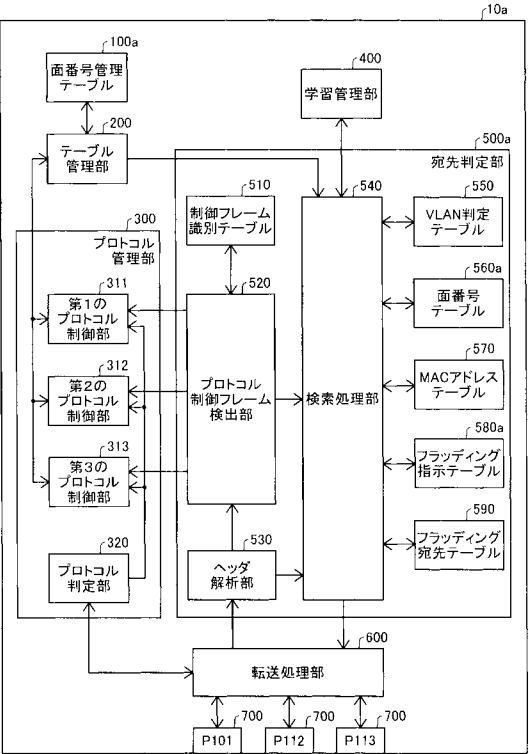 10a
100a
面番号管理
テーブル
200
テーブル
管理部
400
学習管理部
500a
宛先判定部
300
プロトコル
管理部
311
第1の
プロトコル
制御部
312
第2の
プロトコル
制御部
313
第3の
プロトコル
制御部
320
プロトコル
判定部
510
制御フレーム
識別テーブル
520
プロトコル
制御フレーム
検出部
530
ヘッダ
解析部
540
検索処理部
550
VLAN判定
テーブル
560a
面番号
テーブル
570
MACアドレス
テーブル
580a
フラッディング
指示テーブル
590
フラッディング
宛先テーブル
600
転送処理部
700
P101
700
P112
700
P113